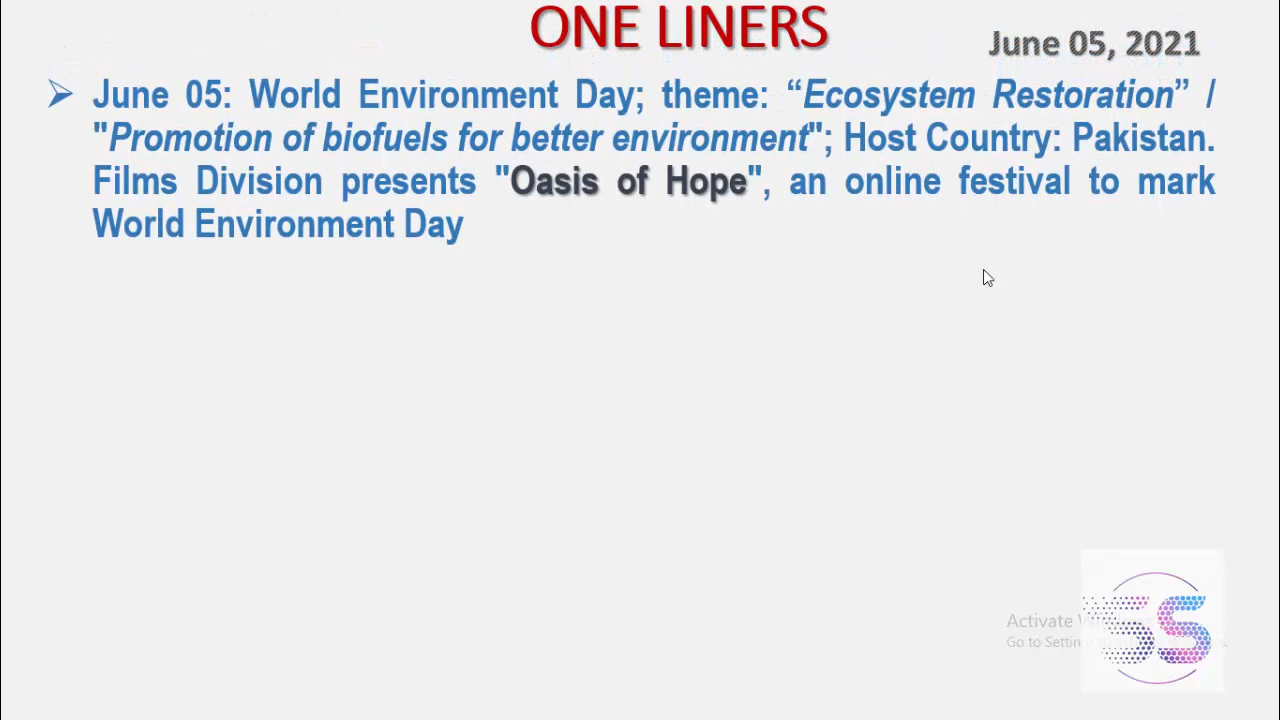 ONE LINERS
June 05, 2021
➢ June 05: World Environment Day; theme: “Ecosystem Restoration” /
"Promotion of biofuels for better environment"; Host Country: Pakistan.
Films Division presents "Oasis of Hope", an online festival to mark
World Environment Day
Activate
Go to Settin
SS